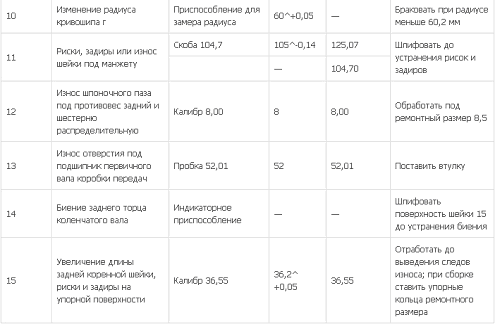 10 Изменение радиуса Приспособление для 60^+0,05 — Браковать при радиусе
кривошипа r замера радиуса меньше 60,2 мм
11 Риски, задиры или износ Скоба 104,7 105^-0,14 125,07 Шлифовать до
шейки под манжету — 104,70 устранения рисок и
задиров
12 Износ шпоночного паза Калибр 8,00 8 8,00 Обработать под
под противовес задний и ремонтный размер 8,5
шестерню
распределительную
13 Износ отверстия под Пробка 52,01 52 52,01 Поставить втулку
подшипник первичного
вала коробки передач
14 Биение заднего торца Индикаторное — — Шлифовать
коленчатого вала приспособление поверхность шейки 15
до устранения биения
15 Увеличение длины Калибр 36,55 36,2^ 36,55 Отработать до
задней коренной шейки, +0,05 выведения следов
риски и задиры на износа; при сборке
упорной поверхности ставить упорные
кольца ремонтного
размера